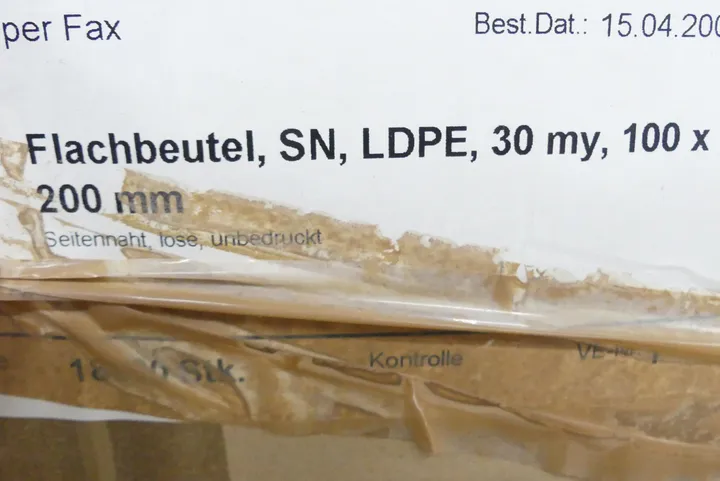 per Fax
Best.Dat.: 15.04.200
Flachbeutel, SN, LDPE, 30 my, 100 x
200 mm
Seitennaht, lose, unbedruckt
Stk.
Kontrolle